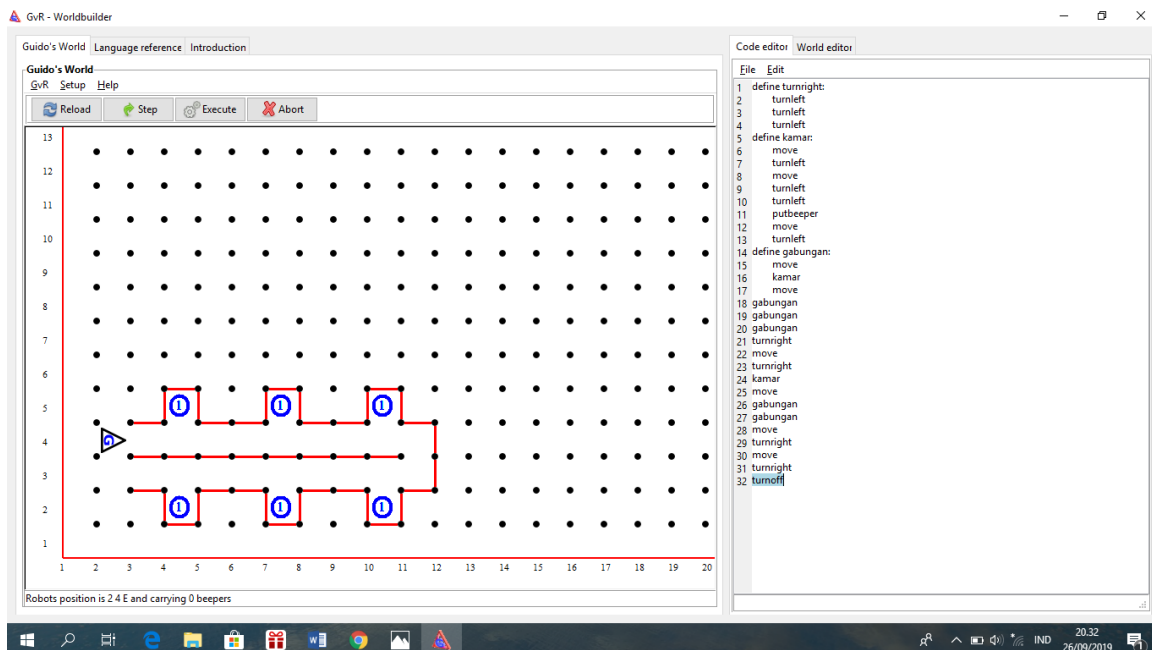 GvR - Worldbuilder
Guido's World Language reference Introduction
Guido's World
GvR Setup Help
Reload Step Execute Abort
13
12
11
10
9
8
7
6
5
4
3
2
1
1 1 1
G
1 1 1
1 2 3 4 5 6 7 8 9 10 11 12 13 14 15 16 17 18 19 20
Robots position is 2 4 E and carrying 0 beepers
Code editor World editor
File Edit
1 define turnright:
2 turnleft
3 turnleft
4 turnleft
5 define kamar:
6 move
7 turnleft
8 move
9 turnleft
10 turnleft
11 putbeeper
12 move
13 turnleft
14 define gabungan:
15 move
16 kamar
17 move
18 gabungan
19 gabungan
20 gabungan
21 turnright
22 move
23 turnright
24 kamar
25 move
26 gabungan
27 gabungan
28 move
29 turnright
30 move
31 turnright
32 turnoff
IND
20.32
26/09/2019